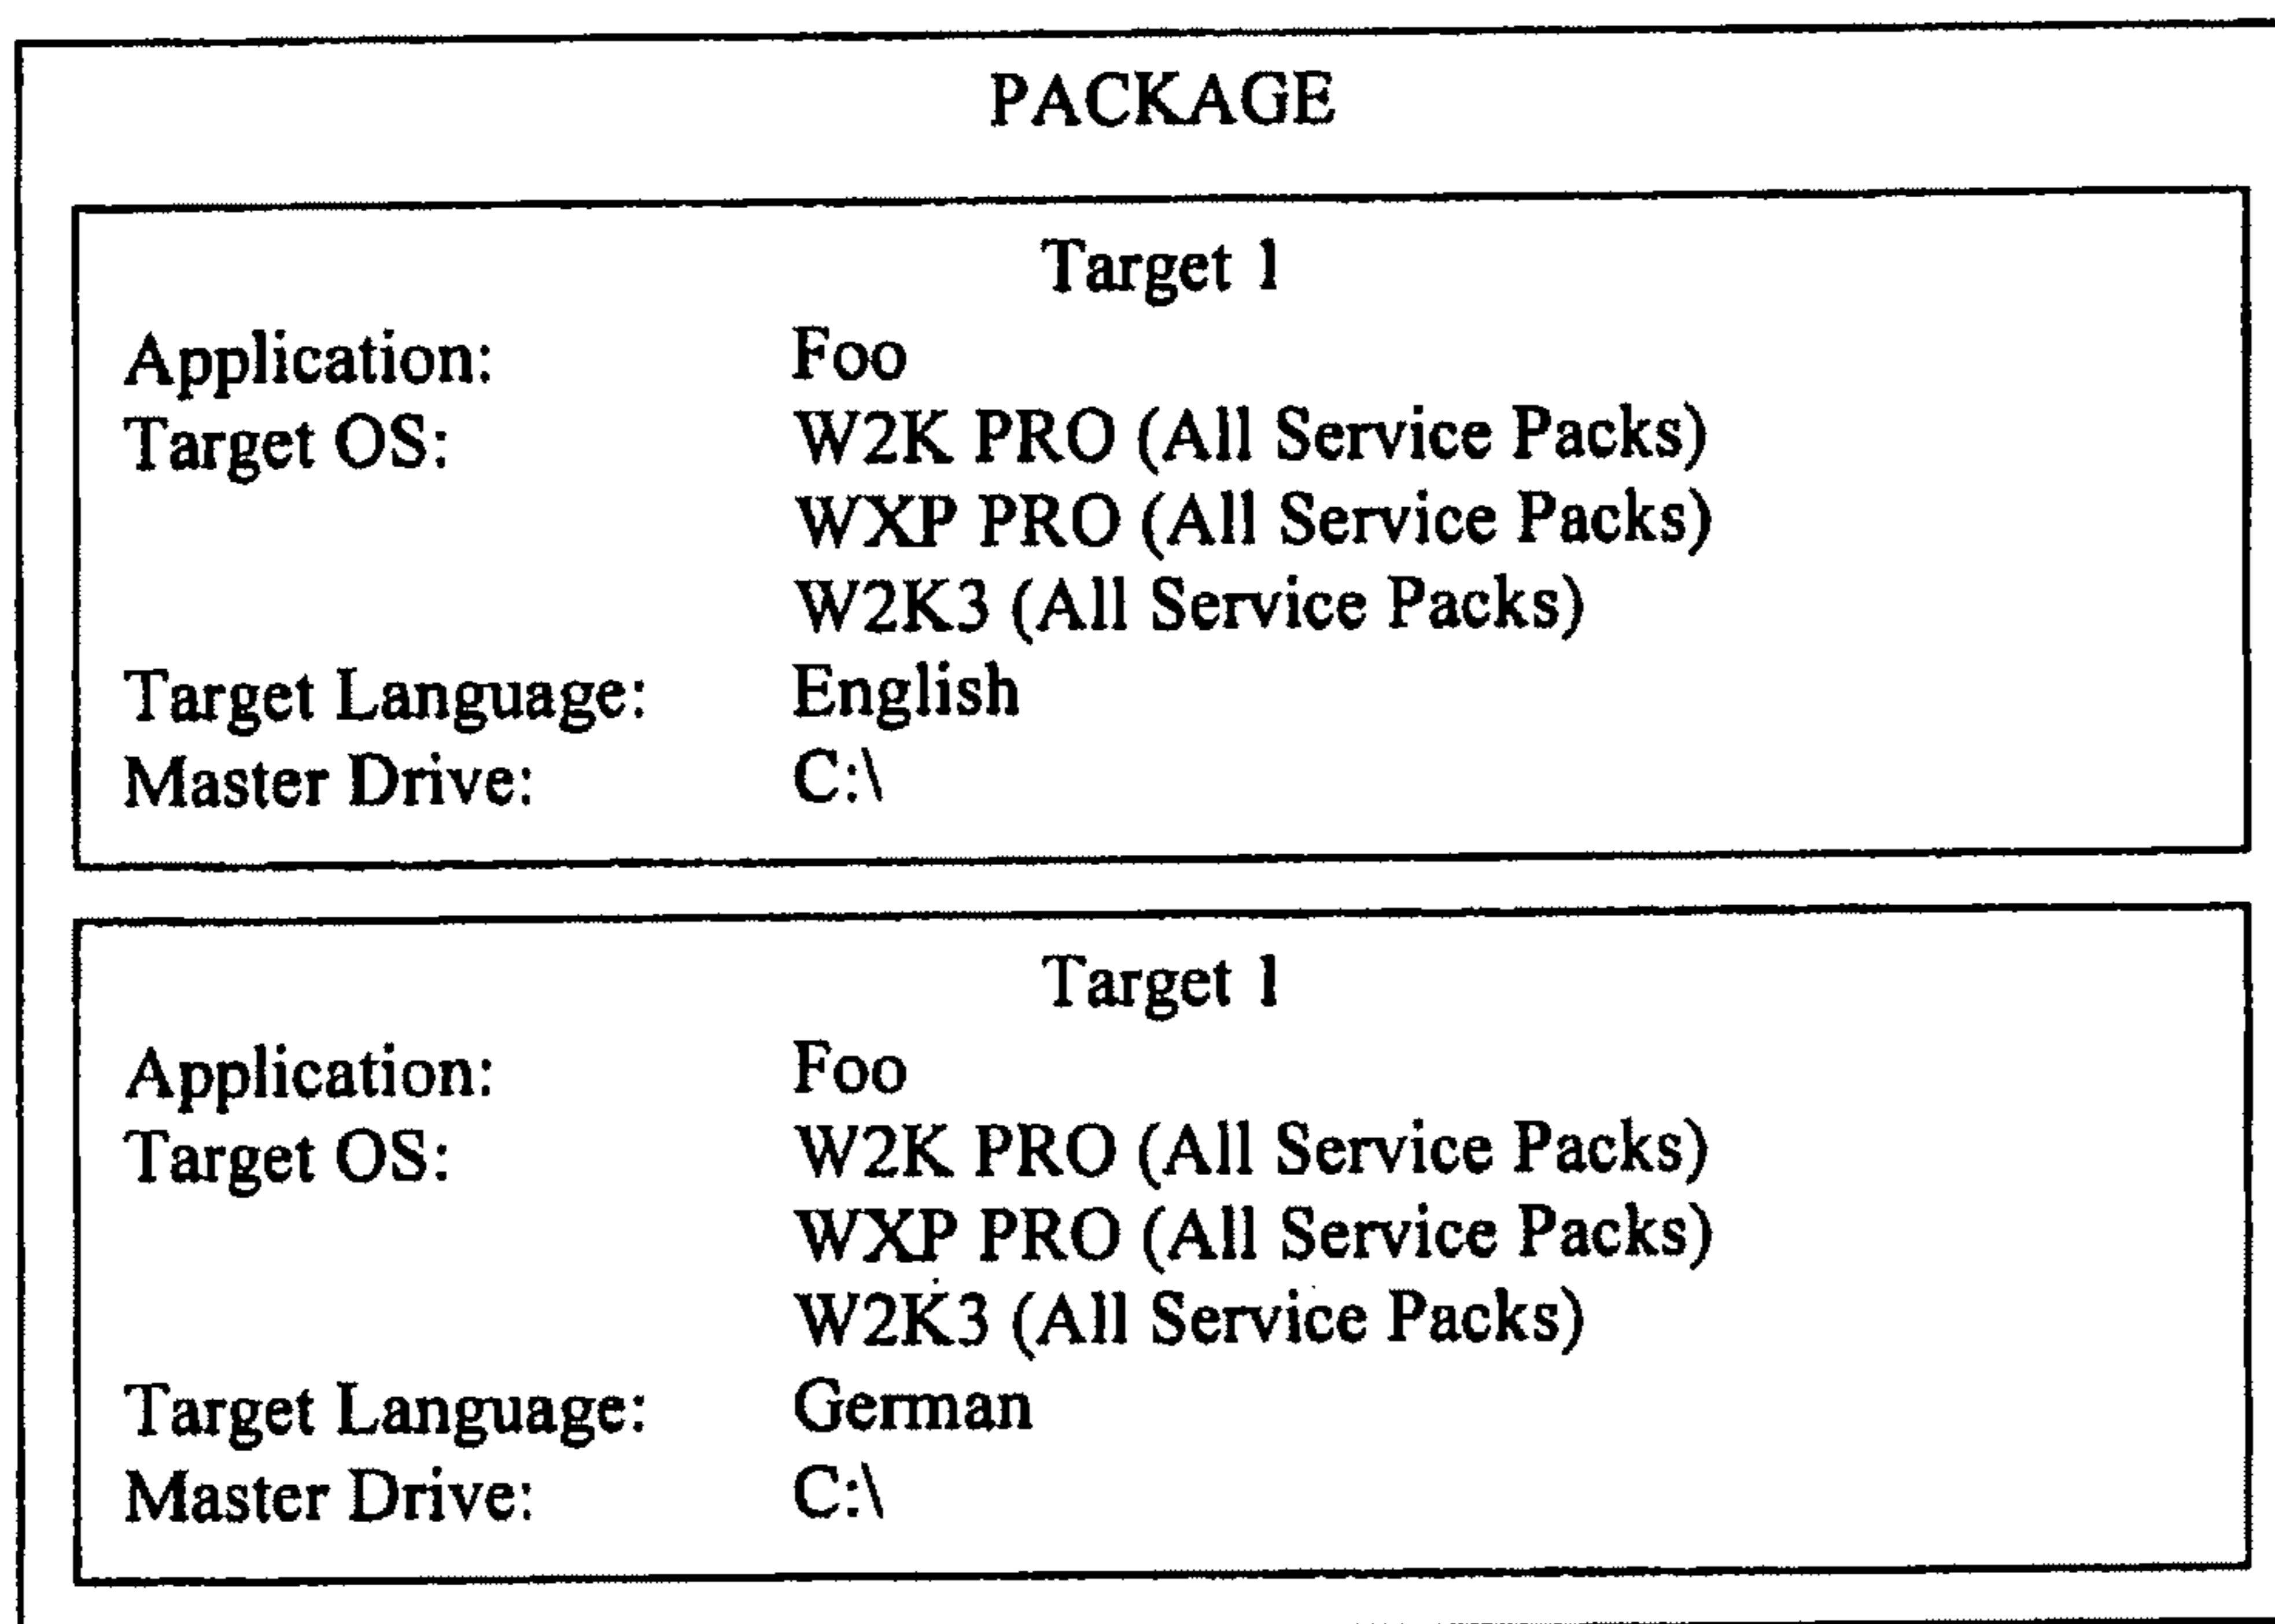 PACKAGE
Target 1
Application: Foo
Target OS: W2K PRO (All Service Packs)
WXP PRO (All Service Packs)
W2K3 (All Service Packs)
Target Language: English
Master Drive: C:\
Target 1
Application: Foo
Target OS: W2K PRO (All Service Packs)
WXP PRO (All Service Packs)
W2K3 (All Service Packs)
Target Language: German
Master Drive: C:\